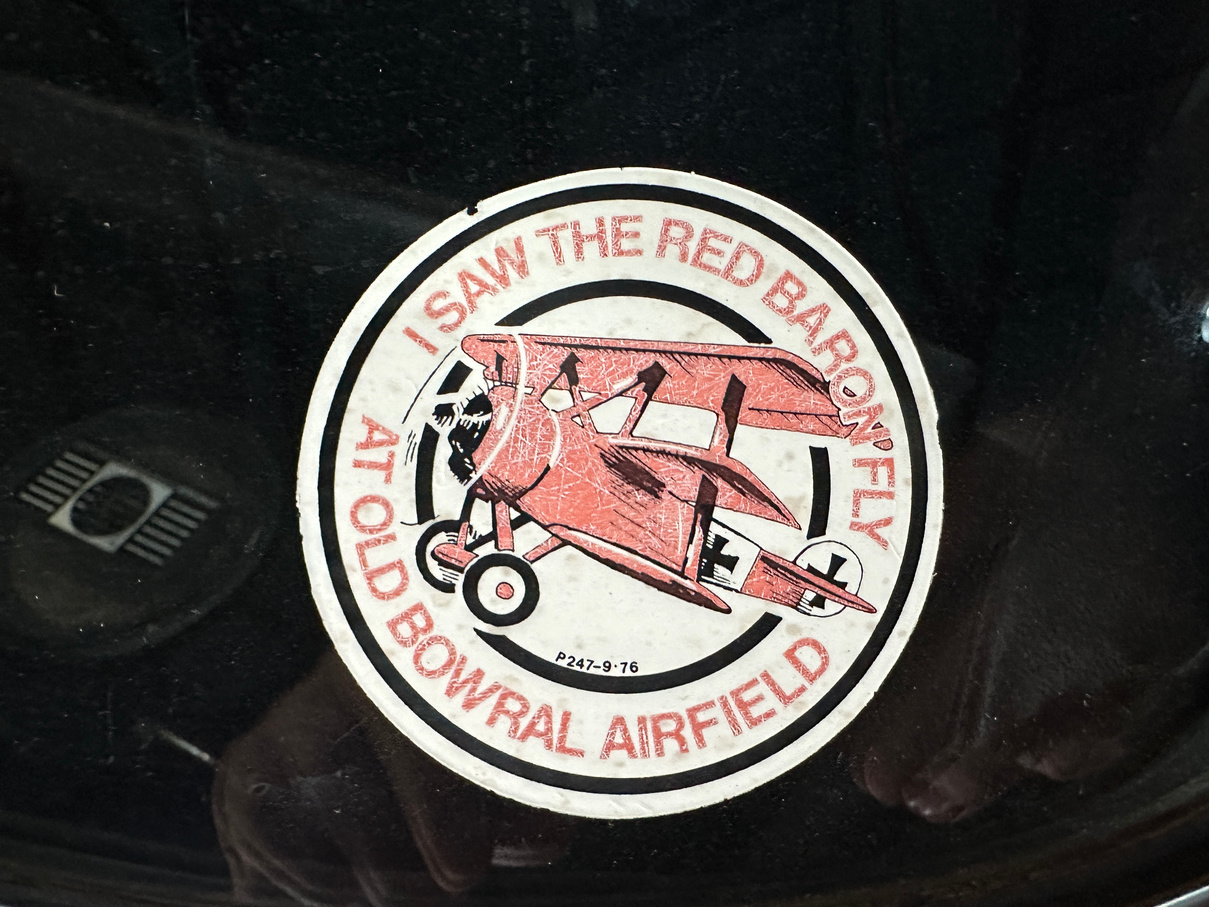 I SAW THE RED BARON' FLY
AT OLD BOWRAL AIRFIELD
P247-9·76